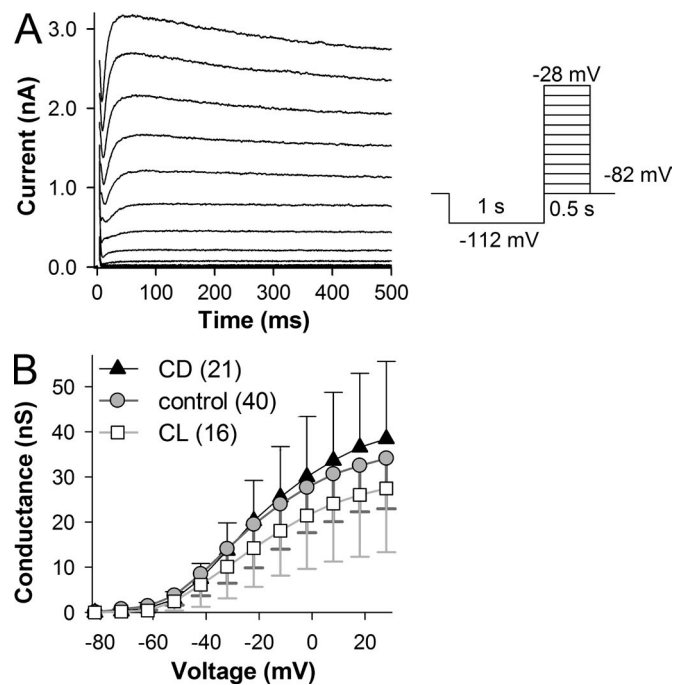 A
Current (nA)
3.0
2.0
1.0
0.0
0 100 200 300 400 500
Time (ms)
-28 mV
-82 mV
1 s 0.5 s
-112 mV
B
CD (21)
control (40)
CL (16)
Conductance (nS)
50
40
30
20
10
0
-80 -60 -40 -20 0 20
Voltage (mV)